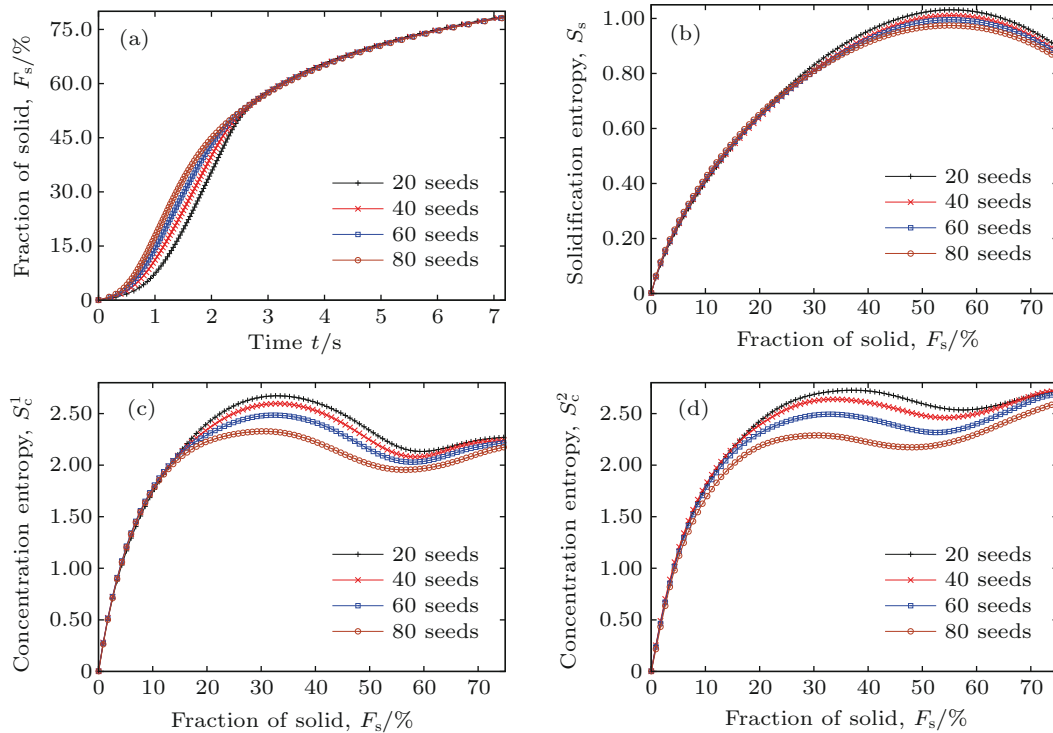 (a)
Fraction of solid, Fs/%
75.0
60.0
45.0
30.0
15.0
0
20 seeds
40 seeds
60 seeds
80 seeds
0 1 2 3 4 5 6 7
Time t/s
(b)
Solidification entropy, Ss
1.00
0.80
0.60
0.40
0.20
0
20 seeds
40 seeds
60 seeds
80 seeds
0 10 20 30 40 50 60 70
Fraction of solid, Fs/%
(c)
Concentration entropy, S¹c
2.50
2.00
1.50
1.00
0.50
0
20 seeds
40 seeds
60 seeds
80 seeds
0 10 20 30 40 50 60 70
Fraction of solid, Fs/%
(d)
Concentration entropy, S²c
2.50
2.00
1.50
1.00
0.50
0
20 seeds
40 seeds
60 seeds
80 seeds
0 10 20 30 40 50 60 70
Fraction of solid, Fs/%